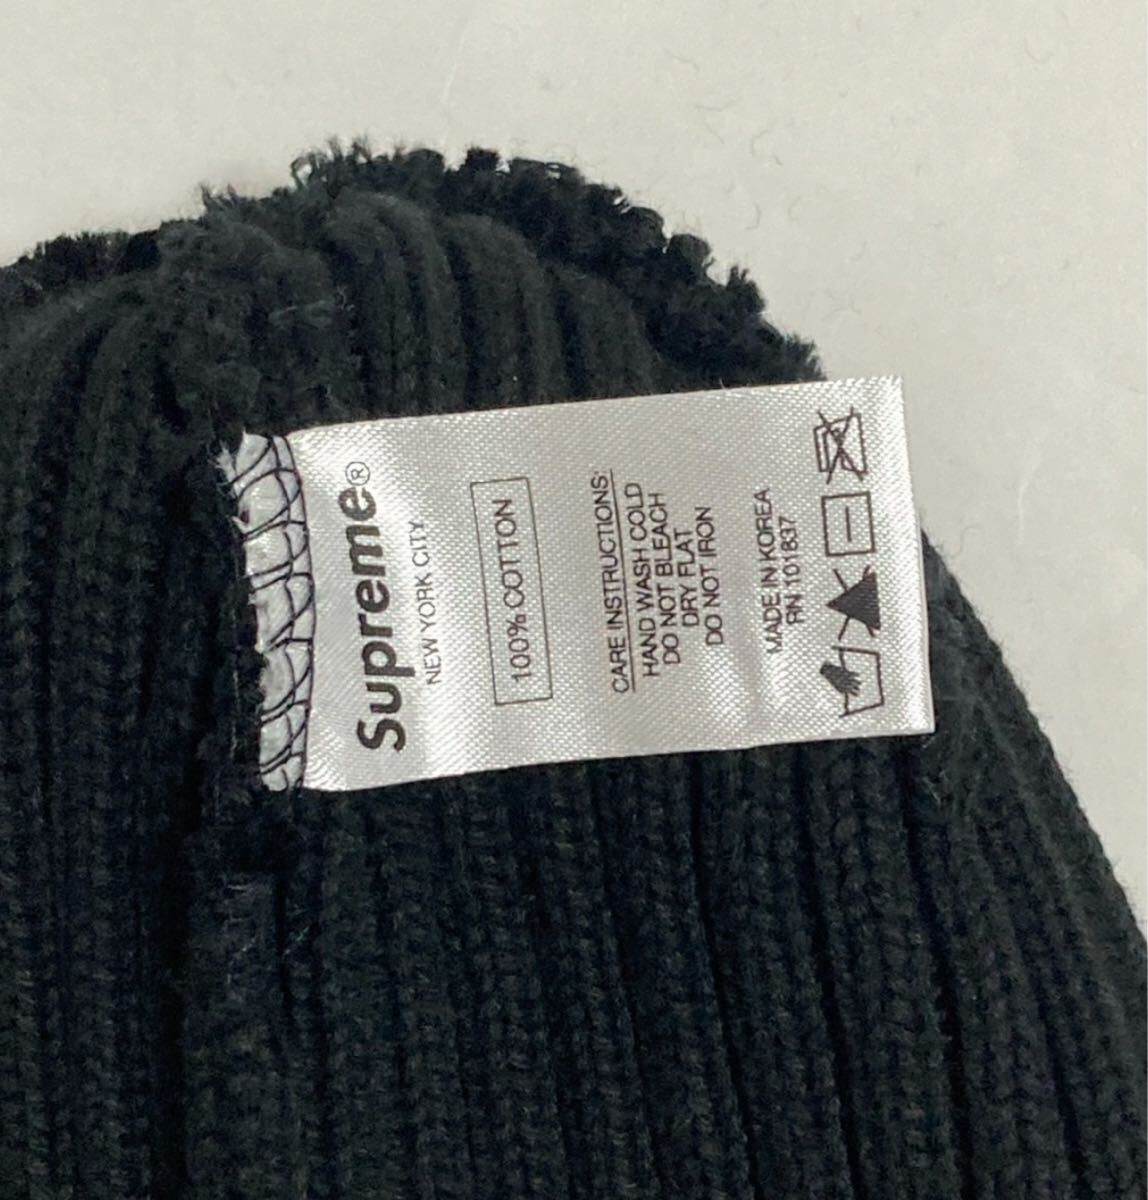 Supreme®
NEW YORK CITY
100% COTTON
CARE INSTRUCTIONS:
HAND WASH COLD
DO NOT BLEACH
DRY FLAT
DO NOT IRON
MADE IN KOREA
RN 101837